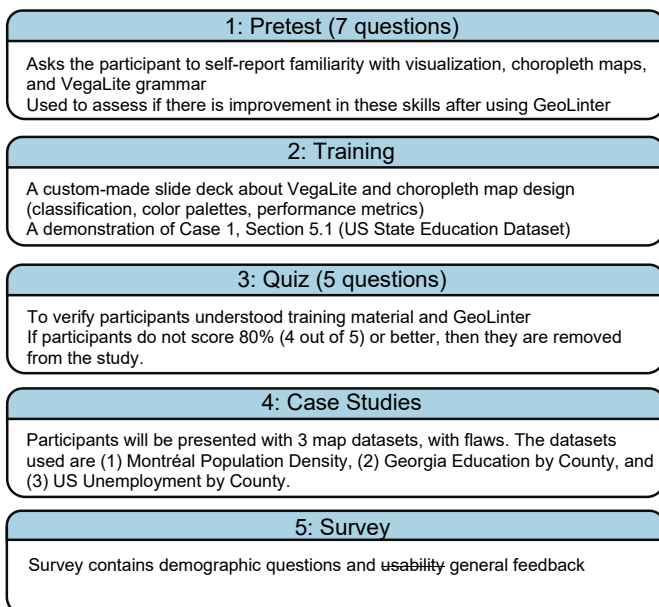 1: Pretest (7 questions)
Asks the participant to self-report familiarity with visualization, choropleth maps,
and VegaLite grammar
Used to assess if there is improvement in these skills after using GeoLinter
2: Training
A custom-made slide deck about VegaLite and choropleth map design
(classification, color palettes, performance metrics)
A demonstration of Case 1, Section 5.1 (US State Education Dataset)
3: Quiz (5 questions)
To verify participants understood training material and GeoLinter
If participants do not score 80% (4 out of 5) or better, then they are removed
from the study.
4: Case Studies
Participants will be presented with 3 map datasets, with flaws. The datasets
used are (1) Montréal Population Density, (2) Georgia Education by County, and
(3) US Unemployment by County.
5: Survey
Survey contains demographic questions and usability general feedback